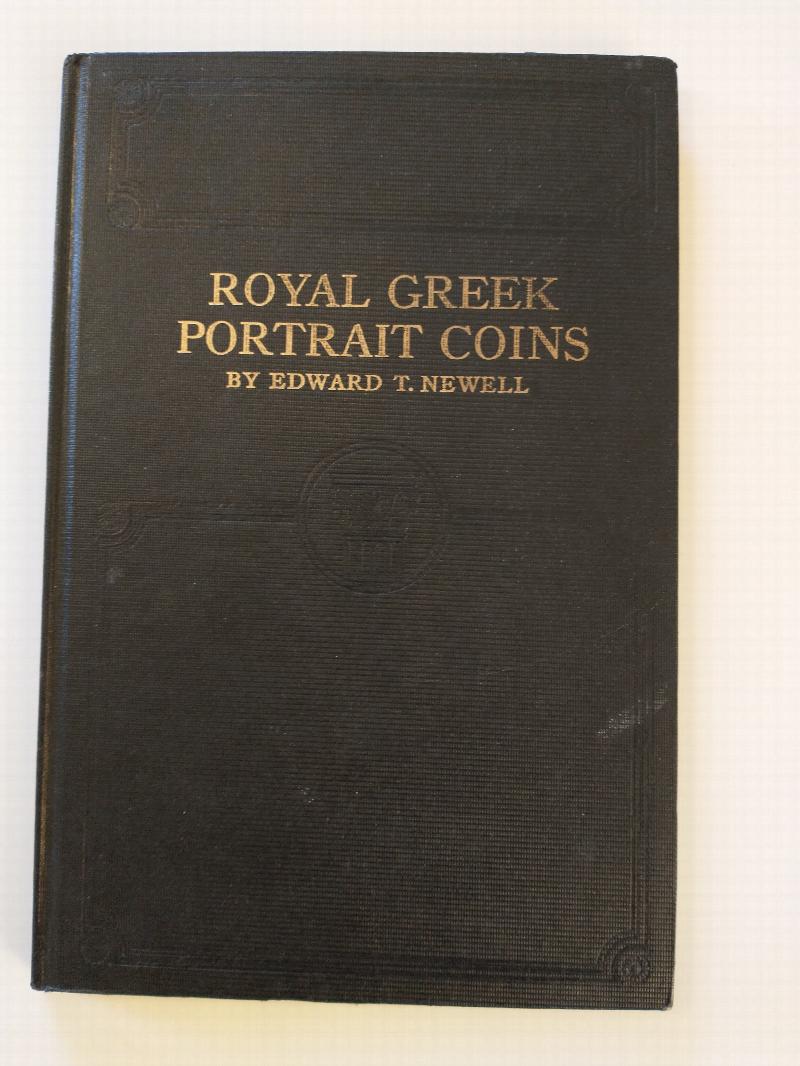 ROYAL GREEK
PORTRAIT COINS
BY EDWARD T. NEWELL